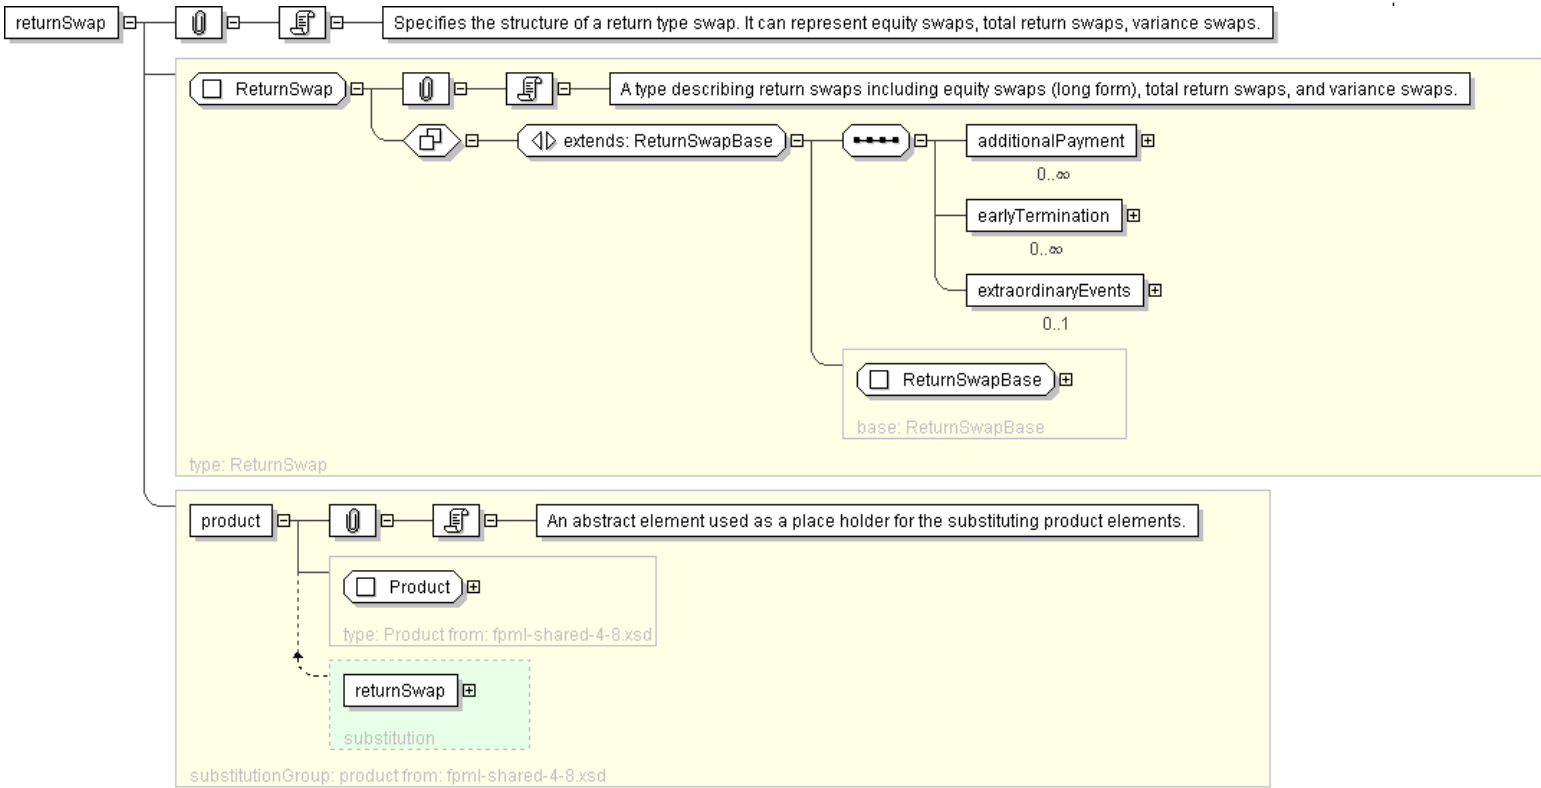 returnSwap
Specifies the structure of a return type swap. It can represent equity swaps, total return swaps, variance swaps.
ReturnSwap
A type describing return swaps including equity swaps (long form), total return swaps, and variance swaps.
extends: ReturnSwapBase
additionalPayment
0..∞
earlyTermination
0..∞
extraordinaryEvents
0..1
ReturnSwapBase
base: ReturnSwapBase
type: ReturnSwap
product
An abstract element used as a place holder for the substituting product elements.
Product
type: Product from: fpml-shared-4-8.xsd
returnSwap
substitution
substitutionGroup: product from: fpml-shared-4-8.xsd